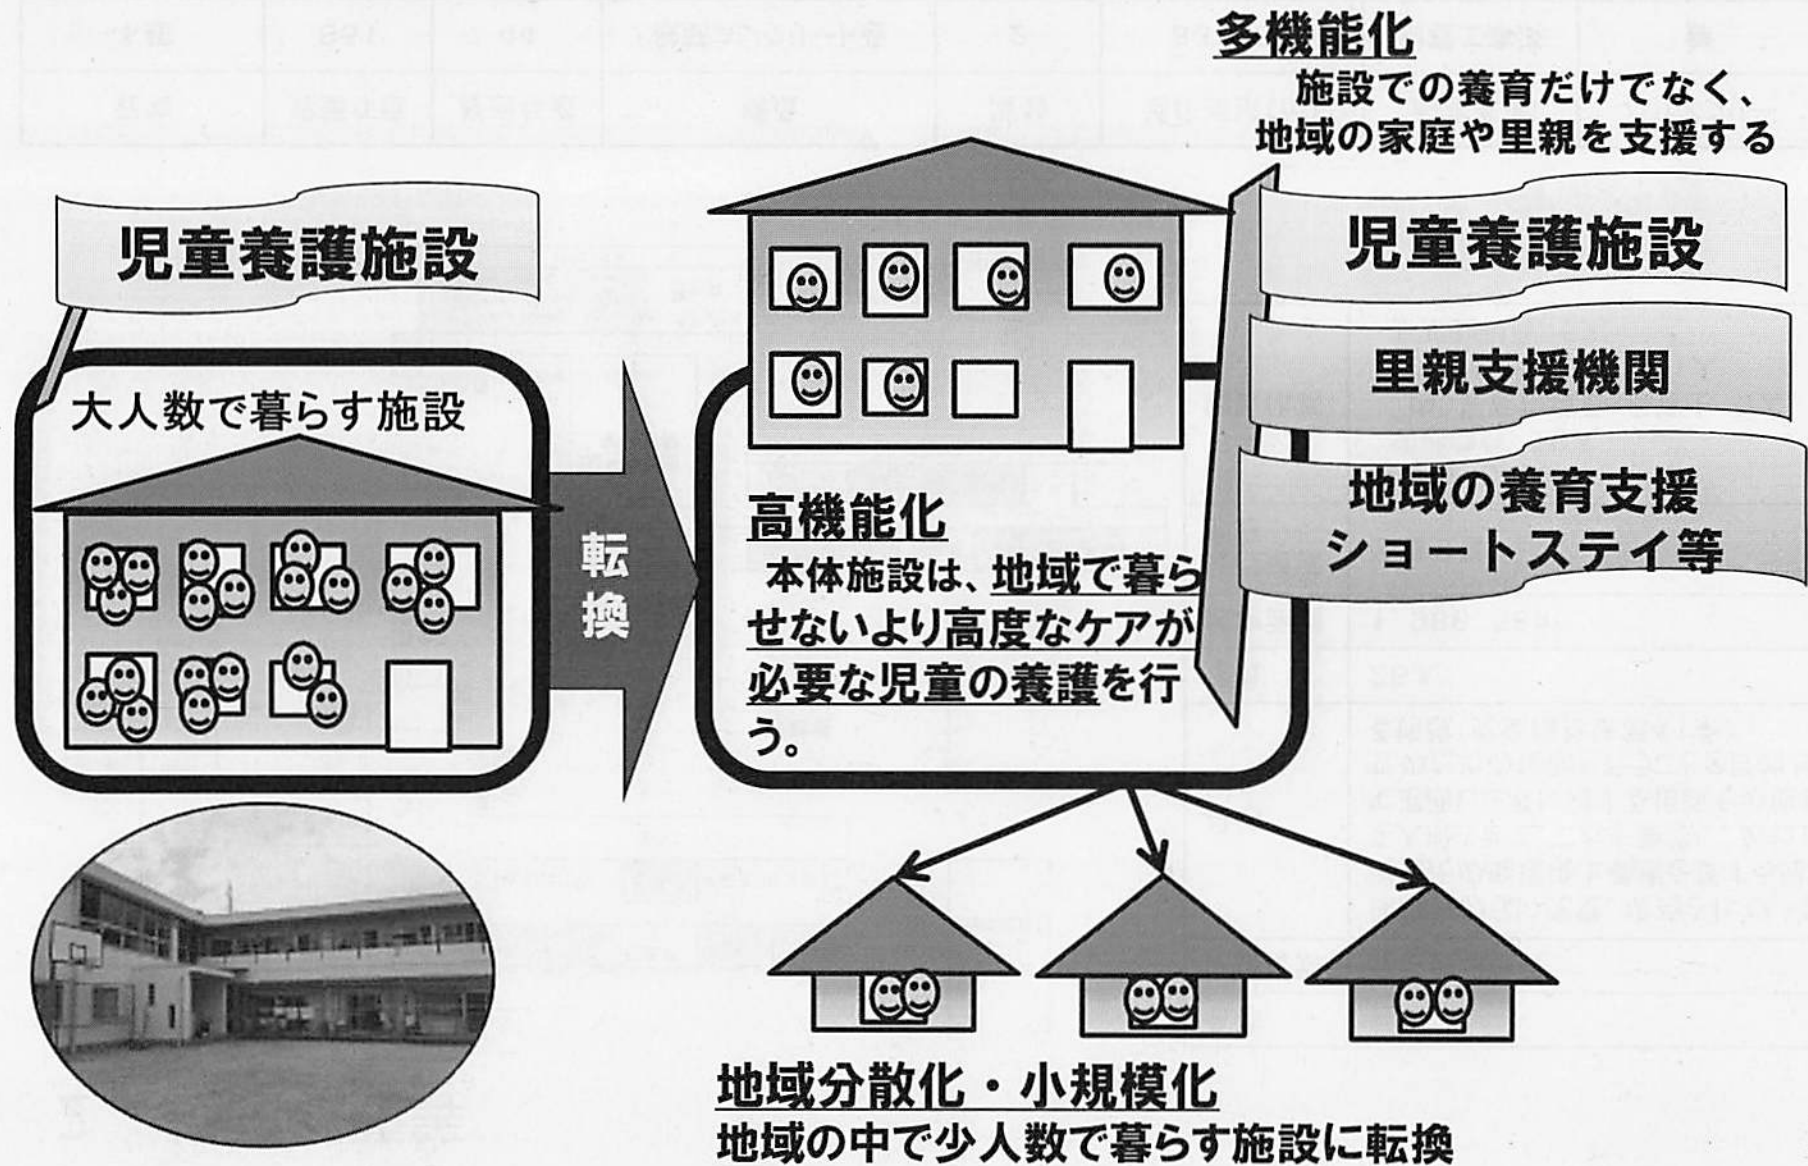 児童養護施設
大人数で暮らす施設
転換
多機能化
施設での養育だけでなく、
地域の家庭や里親を支援する
児童養護施設
里親支援機関
地域の養育支援
ショートステイ等
高機能化
本体施設は、地域で暮ら
せないより高度なケアが
必要な児童の養護を行
う。
地域分散化・小規模化
地域の中で少人数で暮らす施設に転換